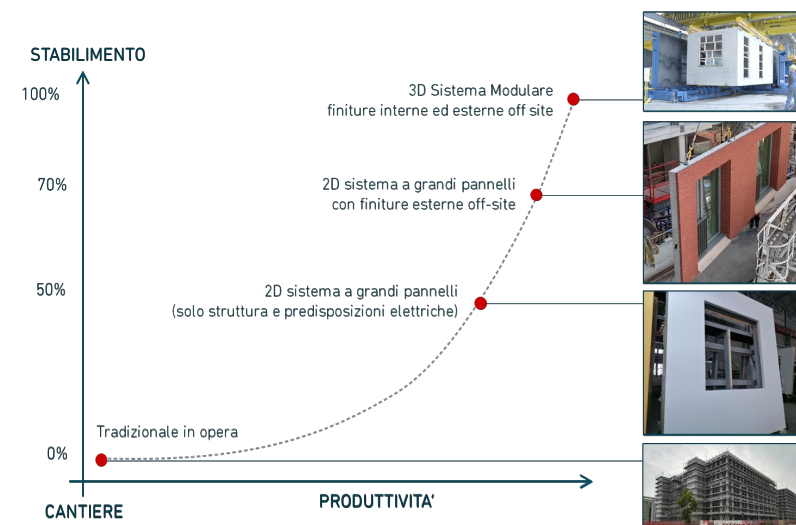 STABILIMENTO
100%
3D Sistema Modulare
finiture interne ed esterne off site
70%
2D sistema a grandi pannelli
con finiture esterne off-site
50%
2D sistema a grandi pannelli
(solo struttura e predisposizioni elettriche)
Tradizionale in opera
0%
PRODUTTIVITA'
CANTIERE